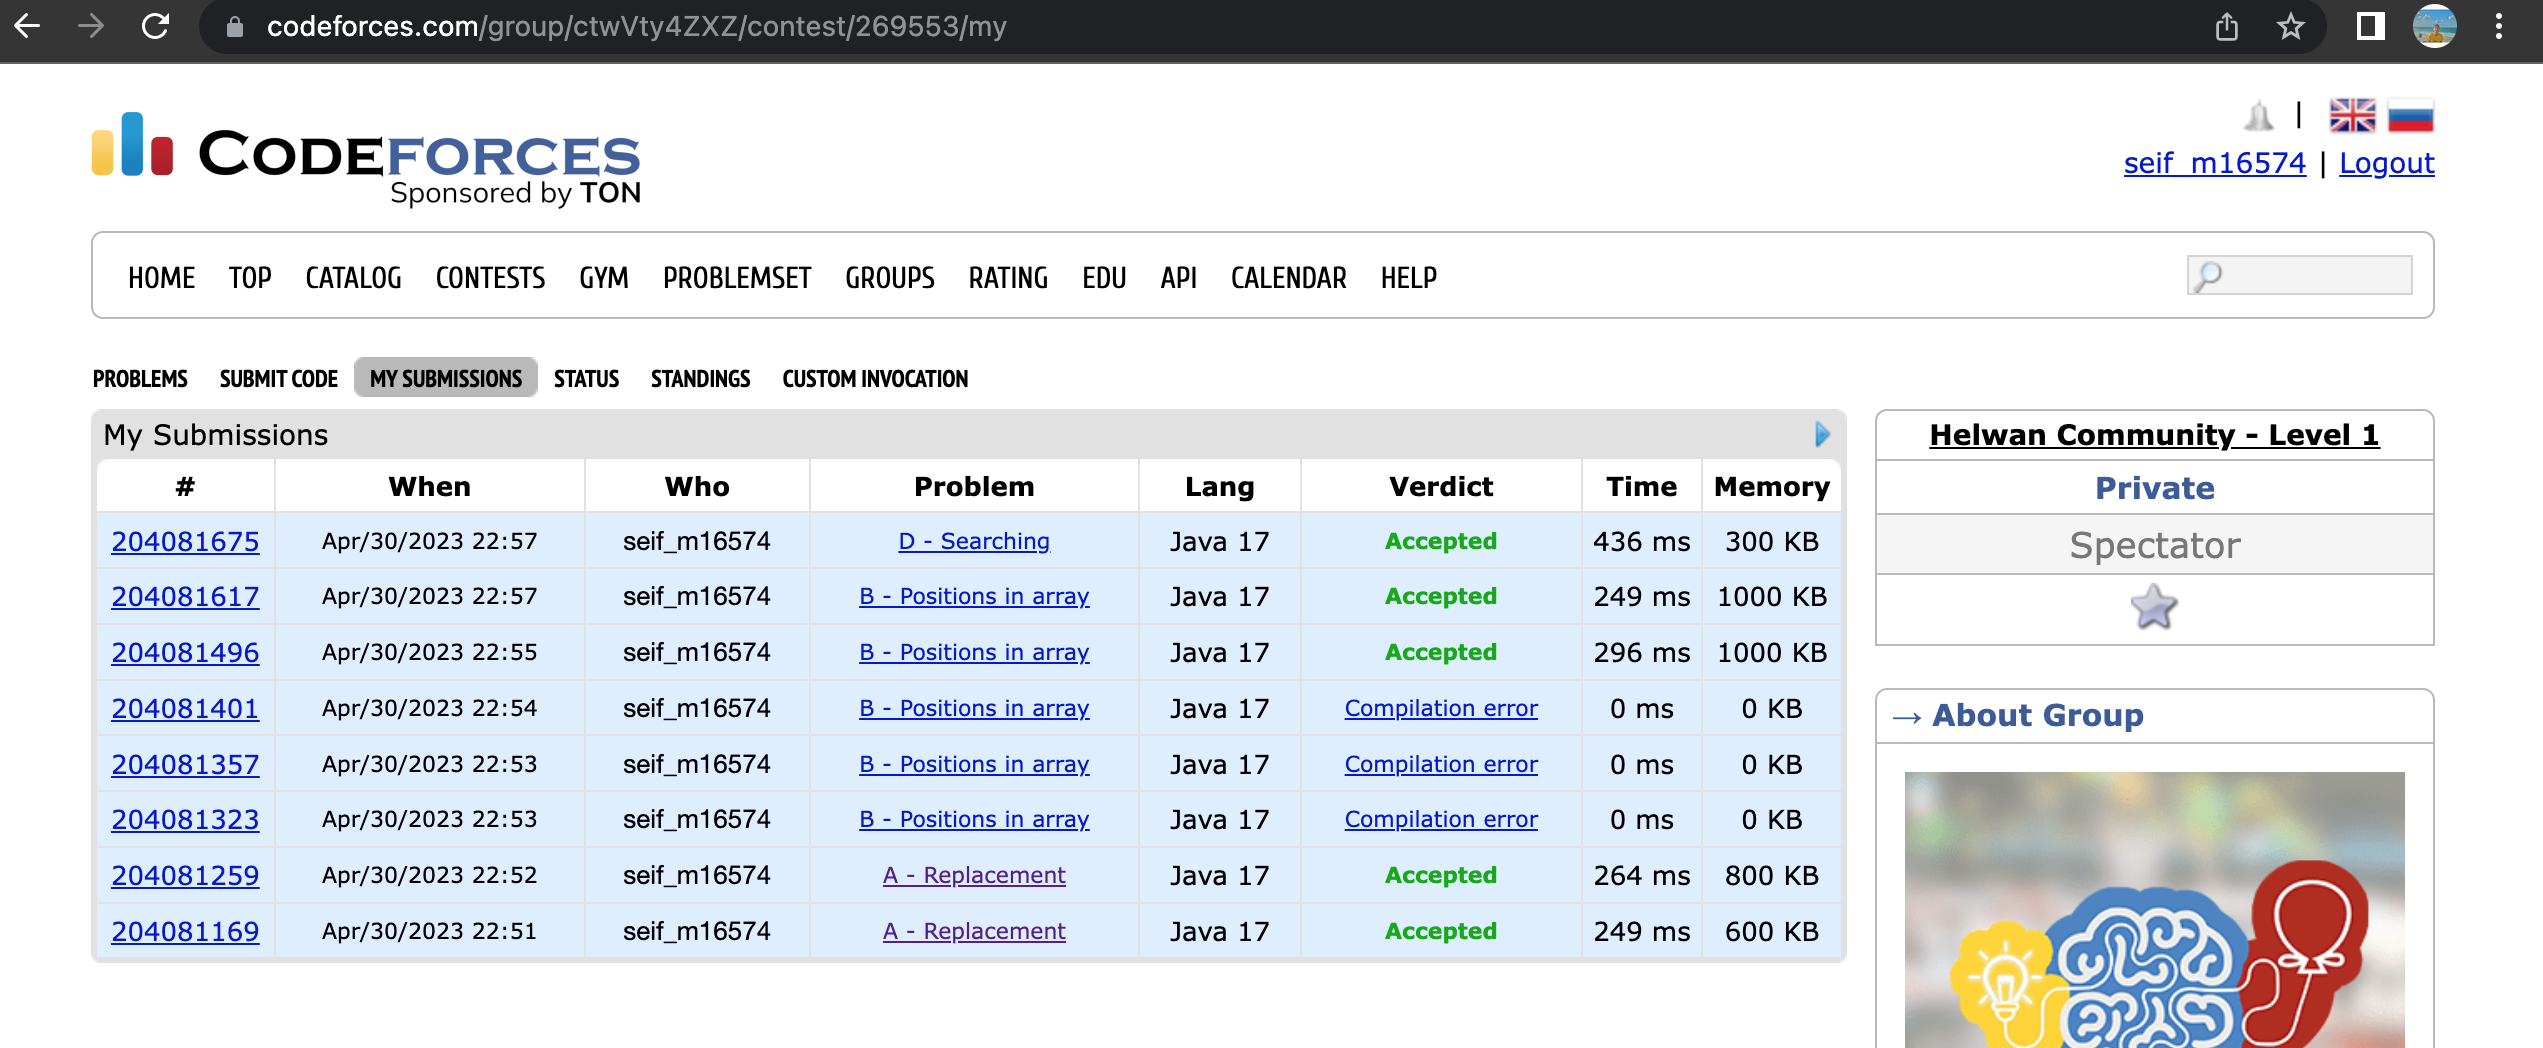 codeforces.com/group/ctwVty4ZXZ/contest/269553/my
CODEFORCES
Sponsored by TON
|
seif_m16574 | Logout
HOME TOP CATALOG CONTESTS GYM PROBLEMSET GROUPS RATING EDU API CALENDAR HELP
PROBLEMS SUBMIT CODE MY SUBMISSIONS STATUS STANDINGS CUSTOM INVOCATION
My Submissions
# When Who Problem Lang Verdict Time Memory
204081675 Apr/30/2023 22:57 seif_m16574 D - Searching Java 17 Accepted 436 ms 300 KB
204081617 Apr/30/2023 22:57 seif_m16574 B - Positions in array Java 17 Accepted 249 ms 1000 KB
204081496 Apr/30/2023 22:55 seif_m16574 B - Positions in array Java 17 Accepted 296 ms 1000 KB
204081401 Apr/30/2023 22:54 seif_m16574 B - Positions in array Java 17 Compilation error 0 ms 0 KB
204081357 Apr/30/2023 22:53 seif_m16574 B - Positions in array Java 17 Compilation error 0 ms 0 KB
204081323 Apr/30/2023 22:53 seif_m16574 B - Positions in array Java 17 Compilation error 0 ms 0 KB
204081259 Apr/30/2023 22:52 seif_m16574 A - Replacement Java 17 Accepted 264 ms 800 KB
204081169 Apr/30/2023 22:51 seif_m16574 A - Replacement Java 17 Accepted 249 ms 600 KB
Helwan Community - Level 1
Private
Spectator
→ About Group